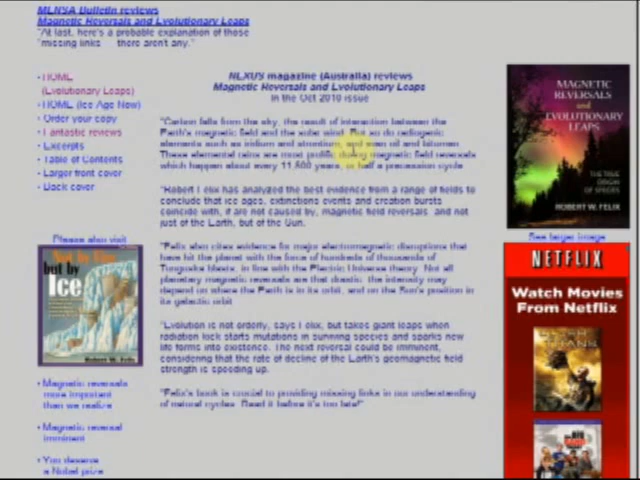 MENSA Bulletin reviews
Magnetic Reversals and Evolutionary Leaps
"At last, here's a probable explanation of those
"missing links there aren't any."
• HOME
(Evolutionary Leaps)
• HOME (Ice Age Now)
• Order your copy
• Fantastic reviews
• Excerpts
• Table of Contents
• Larger front cover
• Back cover
Please also visit
Not by Fire
but by
Ice
Robert W. Felix
• Magnetic reversals
more important
than we realize
• Magnetic reversal
imminent
• You deserve
a Nobel prize
NEXUS magazine (Australia) reviews
Magnetic Reversals and Evolutionary Leaps
in the Oct 2010 issue
"Carbon falls from the sky, the result of interaction between the
Earth's magnetic field and the solar wind. But so do radiogenic
elements such as iridium and strontium, and even oil and bitumen
These elemental rains are most prolific during magnetic field reversals
which happen about every 11,500 years, or half a precession cycle
"Robert Felix has analyzed the best evidence from a range of fields to
conclude that ice ages, extinctions events and creation bursts
coincide with, if are not caused by, magnetic field reversals and not
just of the Earth, but of the Sun.
"Felix also cites evidence for major electromagnetic disruptions that
have hit the planet with the force of hundreds of thousands of
Tunguska blasts, in line with the Electric Universe theory. Not all
planetary magnetic reversals are that drastic the intensity may
depend on where the Earth is in its orbit, and on the Sun's position in
its galactic orbit
"Evolution is not orderly, says Felix, but takes giant leaps when
radiation kick starts mutations in surviving species and sparks new
life forms into existence. The next reversal could be imminent,
considering that the rate of decline of the Earth's geomagnetic field
strength is speeding up.
"Felix's book is crucial to providing missing links in our understanding
of natural cycles. Read it before it's too late!"
MAGNETIC
REVERSALS
and
EVOLUTIONARY
LEAPS
THE TRUE
ORIGIN
OF SPECIES
ROBERT W. FELIX
See larger image
NETFLIX
Watch Movies
From Netflix